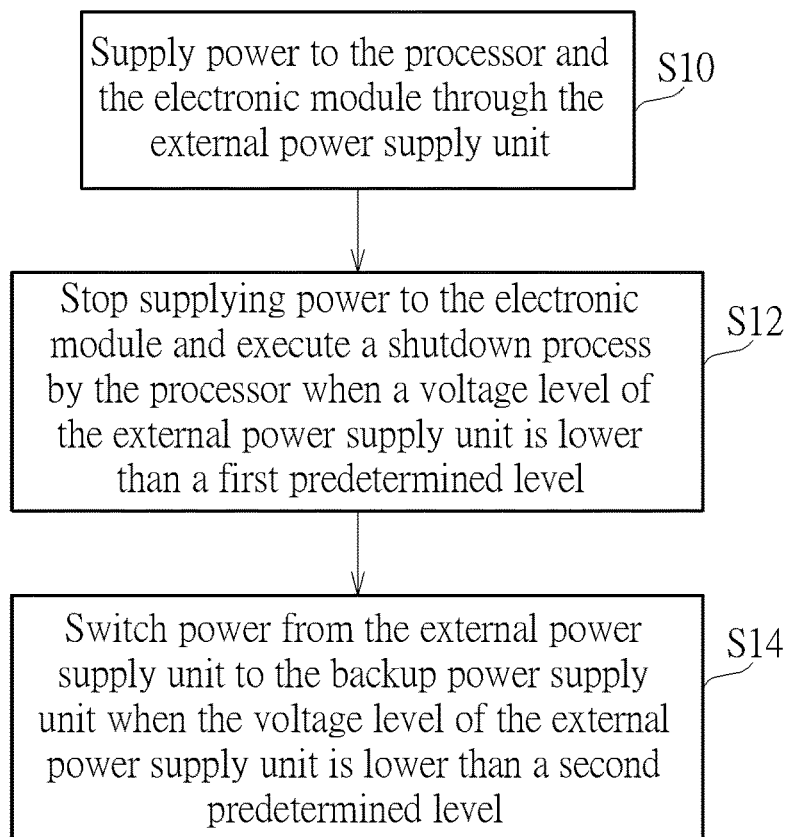 Supply power to the processor and
the electronic module through the
external power supply unit
S10
Stop supplying power to the electronic
module and execute a shutdown process
by the processor when a voltage level of
the external power supply unit is lower
than a first predetermined level
S12
Switch power from the external power
supply unit to the backup power supply
unit when the voltage level of the external
power supply unit is lower than a second
predetermined level
S14